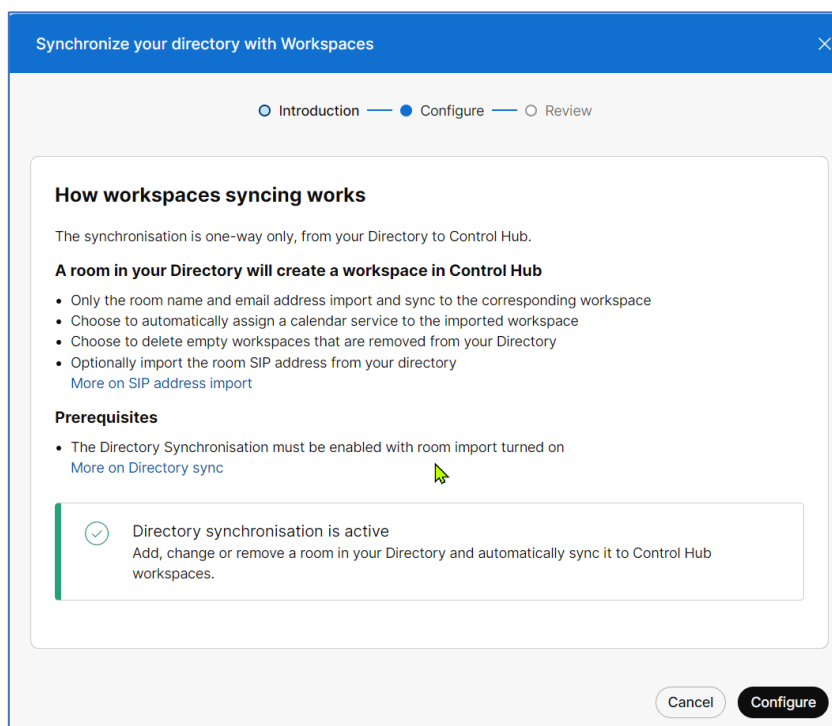 Synchronize your directory with Workspaces
Introduction Configure Review
How workspaces syncing works
The synchronisation is one-way only, from your Directory to Control Hub.
A room in your Directory will create a workspace in Control Hub
• Only the room name and email address import and sync to the corresponding workspace
• Choose to automatically assign a calendar service to the imported workspace
• Choose to delete empty workspaces that are removed from your Directory
• Optionally import the room SIP address from your directory
More on SIP address import
Prerequisites
• The Directory Synchronisation must be enabled with room import turned on
More on Directory sync
Directory synchronisation is active
Add, change or remove a room in your Directory and automatically sync it to Control Hub
workspaces.
Cancel Configure